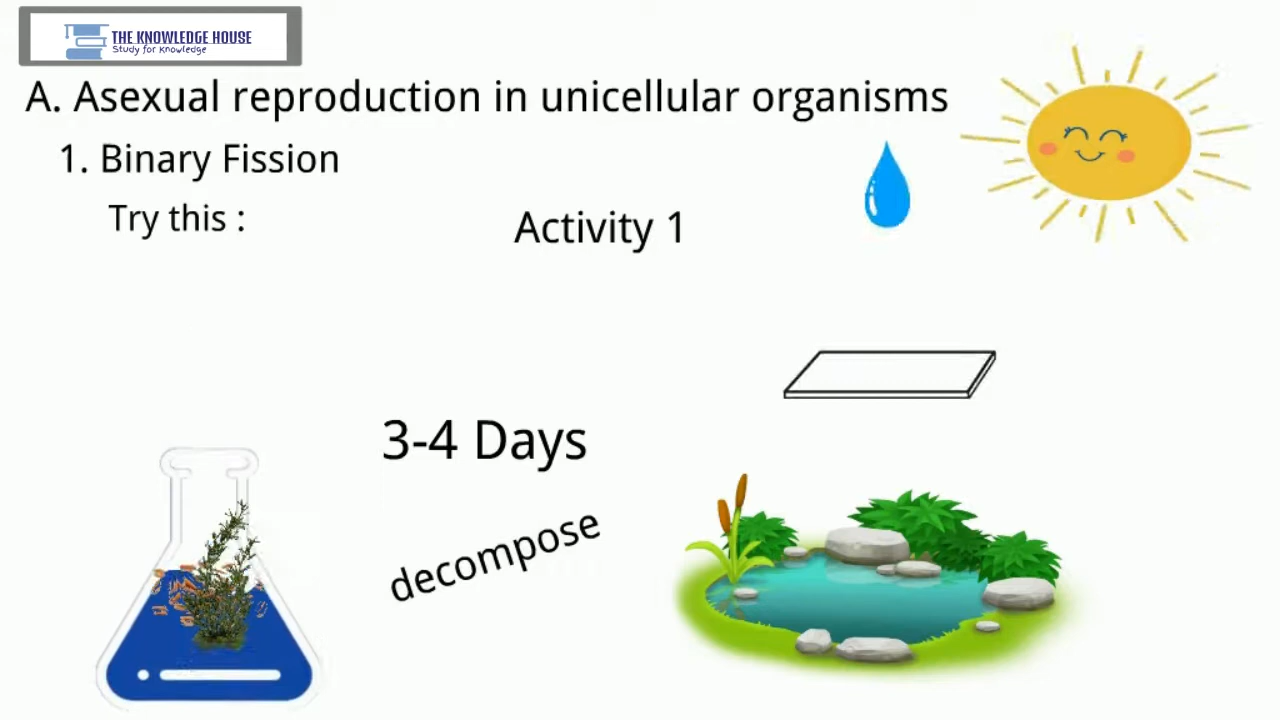 THE KNOWLEDGE HOUSE
Study for Knowledge
A. Asexual reproduction in unicellular organisms
1. Binary Fission
Try this :
Activity 1
3-4 Days
decompose